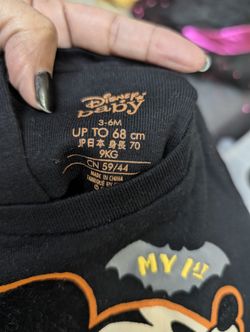 Disney
baby
3-6M
UP TO 68 cm
JP日本 身長 70
9KG
CN 59/44
MADE IN CHINA
MY 1st